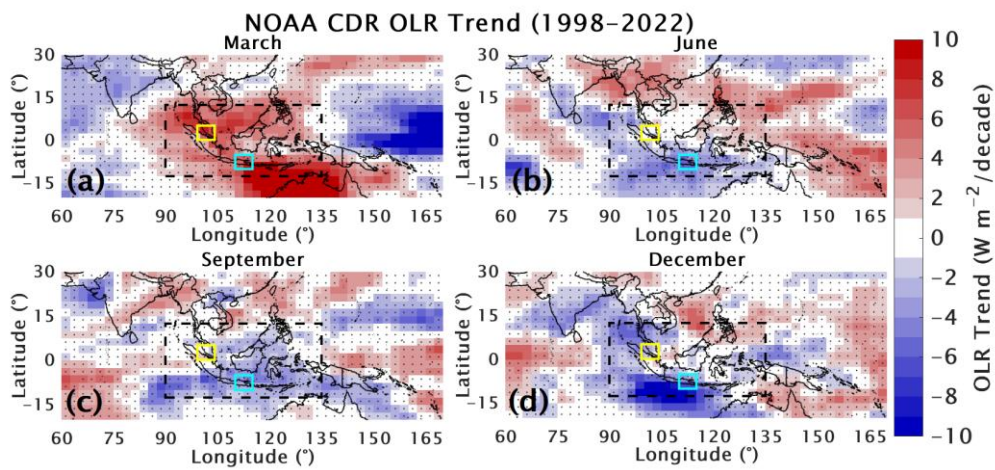 NOAA CDR OLR Trend (1998−2022)
March
June
30
15
0
−15
Latitude (°)
(a)
60 75 90 105 120 135 150 165
Longitude (°)
30
15
0
−15
Latitude (°)
(b)
60 75 90 105 120 135 150 165
Longitude (°)
September
December
30
15
0
−15
Latitude (°)
(c)
60 75 90 105 120 135 150 165
Longitude (°)
30
15
0
−15
Latitude (°)
(d)
60 75 90 105 120 135 150 165
Longitude (°)
10
8
6
4
2
0
−2
−4
−6
−8
−10
OLR Trend (W m⁻²/decade)